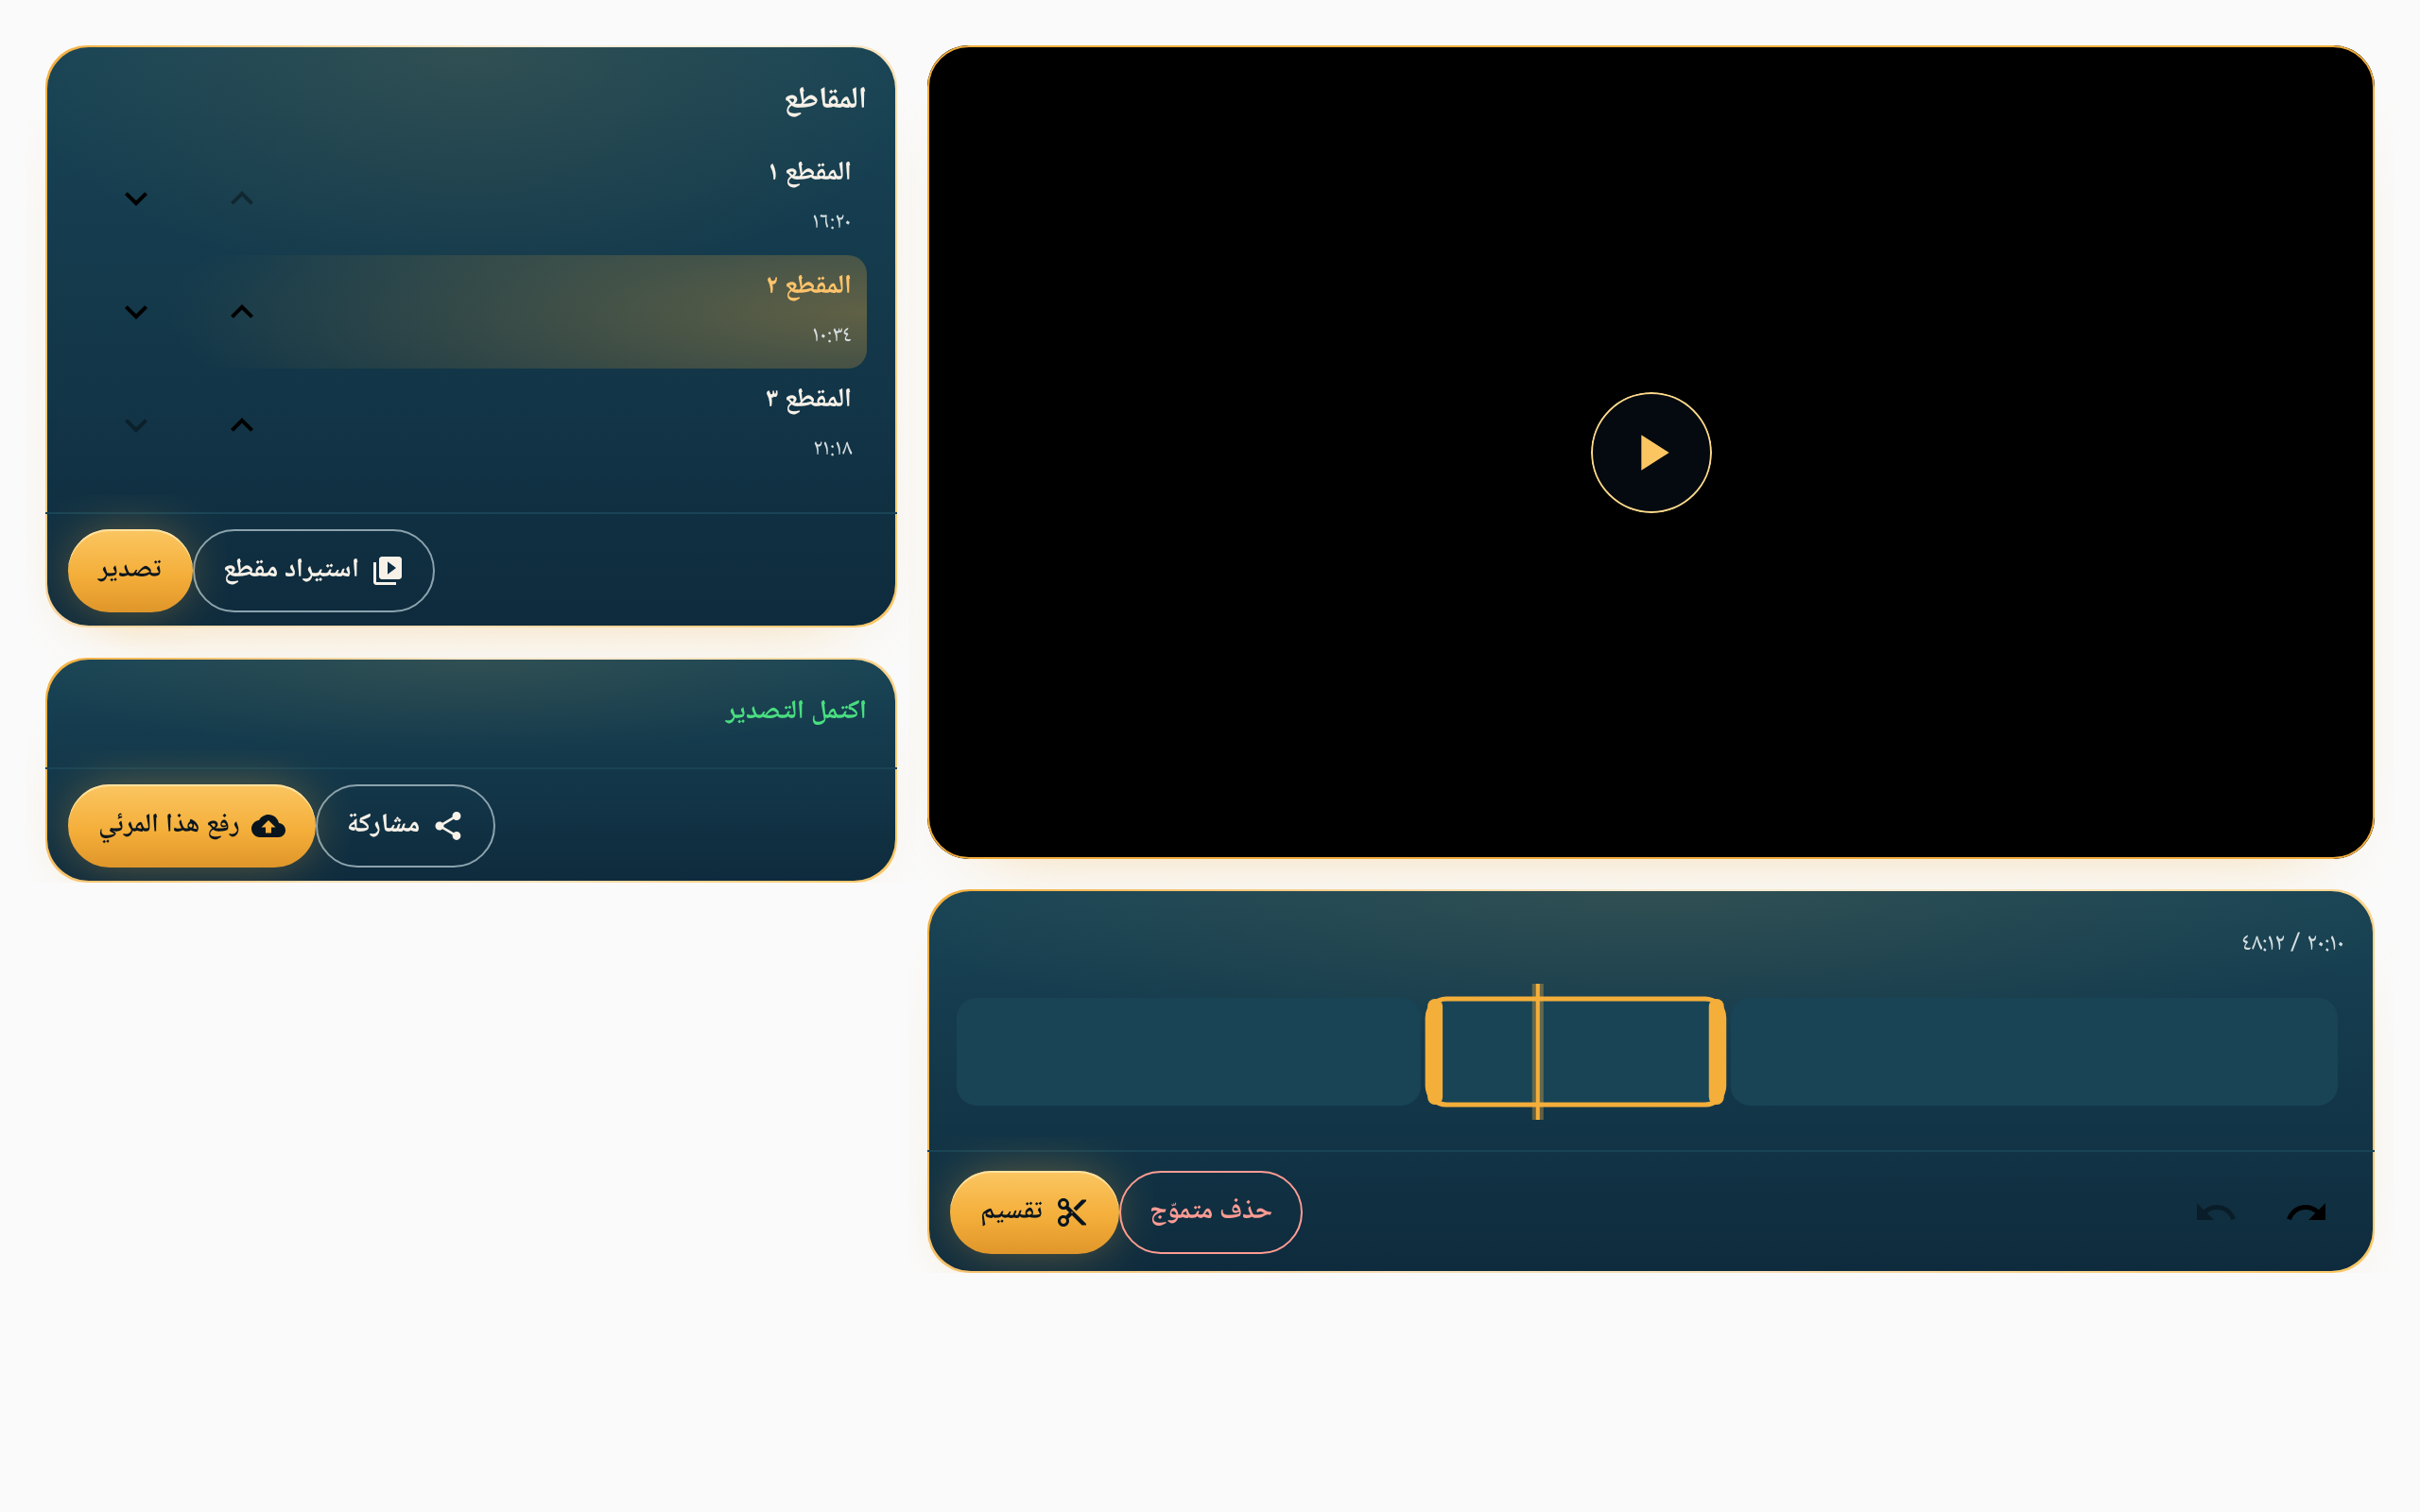 المقاطع
المقطع ١
١٦:٢٠
المقطع ٢
١٠:٣٤
المقطع ٣
٢١:١٨
استيراد مقطع
تصدير
اكتمل التصدير
مشاركة
رفع هذا المرئي
٢٠:١٠ / ٤٨:١٢
حذف متموّج
تقسيم